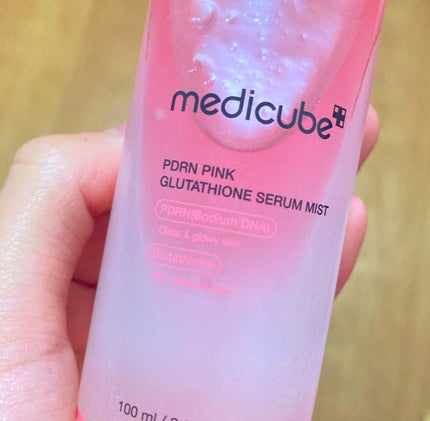 medicube
PDRN PINK
GLUTATHIONE SERUM MIST
PDRN(Sodium DNA)
Glass & glowy skin
Glutathione
100 ml /